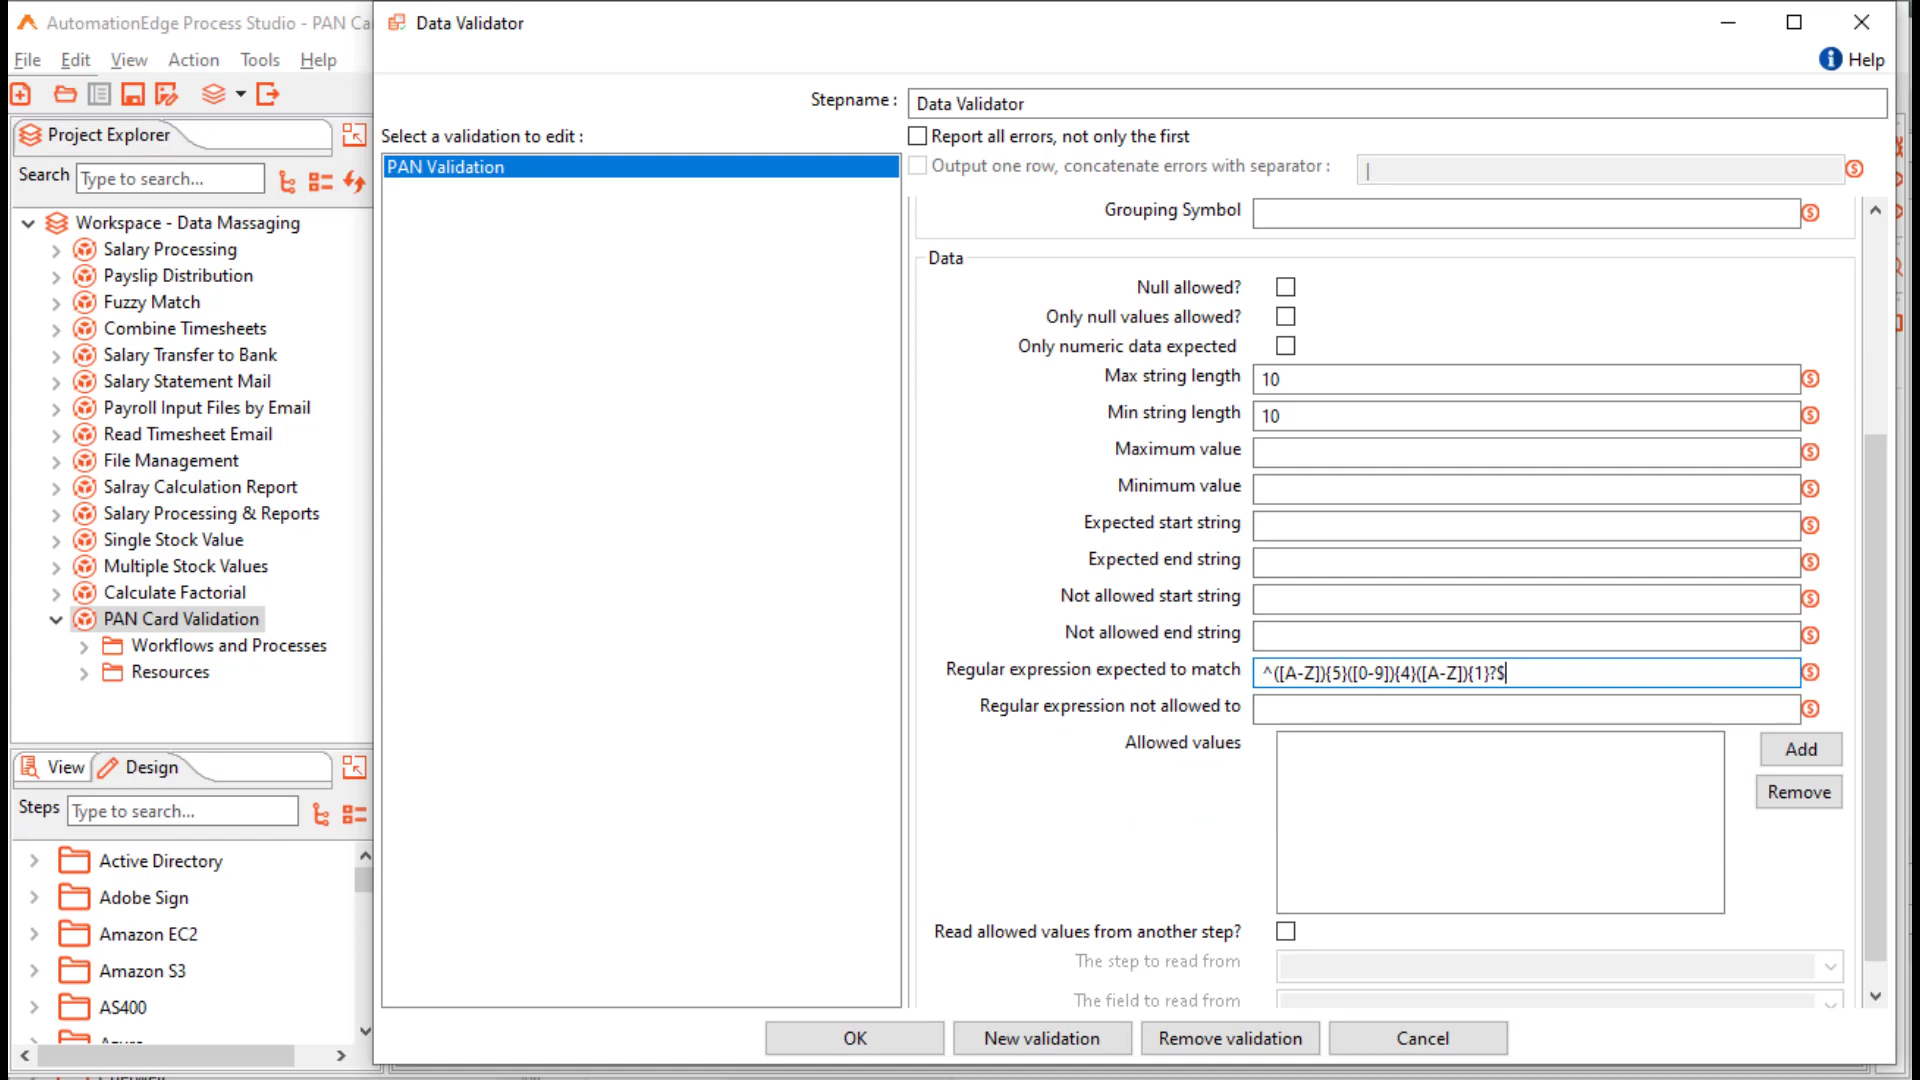 AutomationEdge Process Studio - PAN Ca
File Edit View Action Tools Help
Project Explorer
Search Type to search...
Workspace - Data Massaging
Salary Processing
Payslip Distribution
Fuzzy Match
Combine Timesheets
Salary Transfer to Bank
Salary Statement Mail
Payroll Input Files by Email
Read Timesheet Email
File Management
Salray Calculation Report
Salary Processing & Reports
Single Stock Value
Multiple Stock Values
Calculate Factorial
PAN Card Validation
Workflows and Processes
Resources
View Design
Steps Type to search...
Active Directory
Adobe Sign
Amazon EC2
Amazon S3
AS400
Data Validator
Help
Stepname : Data Validator
Select a validation to edit :
PAN Validation
Report all errors, not only the first
Output one row, concatenate errors with separator : |
Grouping Symbol
Data
Null allowed?
Only null values allowed?
Only numeric data expected
Max string length 10
Min string length 10
Maximum value
Minimum value
Expected start string
Expected end string
Not allowed start string
Not allowed end string
Regular expression expected to match ^([A-Z]){5}([0-9]){4}([A-Z]){1}?$
Regular expression not allowed to
Allowed values
Add
Remove
Read allowed values from another step?
The step to read from
The field to read from
OK New validation Remove validation Cancel